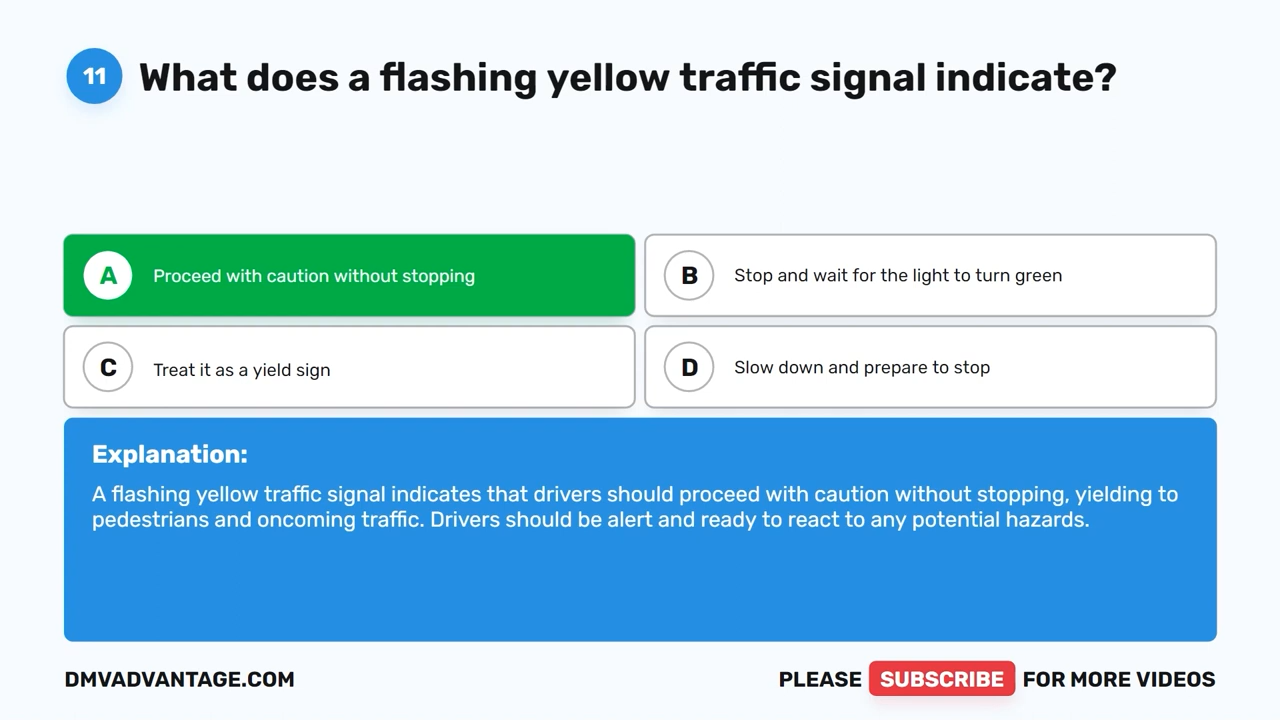 11 What does a flashing yellow traffic signal indicate?
A Proceed with caution without stopping
B Stop and wait for the light to turn green
C Treat it as a yield sign
D Slow down and prepare to stop
Explanation:
A flashing yellow traffic signal indicates that drivers should proceed with caution without stopping, yielding to
pedestrians and oncoming traffic. Drivers should be alert and ready to react to any potential hazards.
DMVADVANTAGE.COM
PLEASE SUBSCRIBE FOR MORE VIDEOS